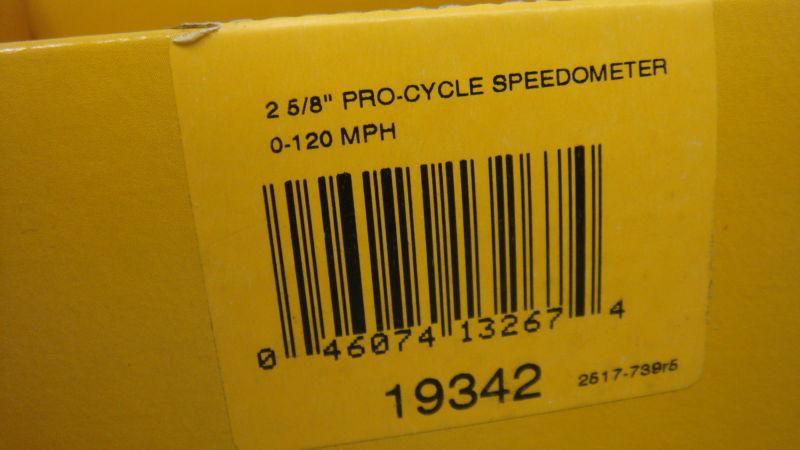 2 5/8" PRO-CYCLE SPEEDOMETER
0-120 MPH
0 46074 13267 4
19342 2517-739r5